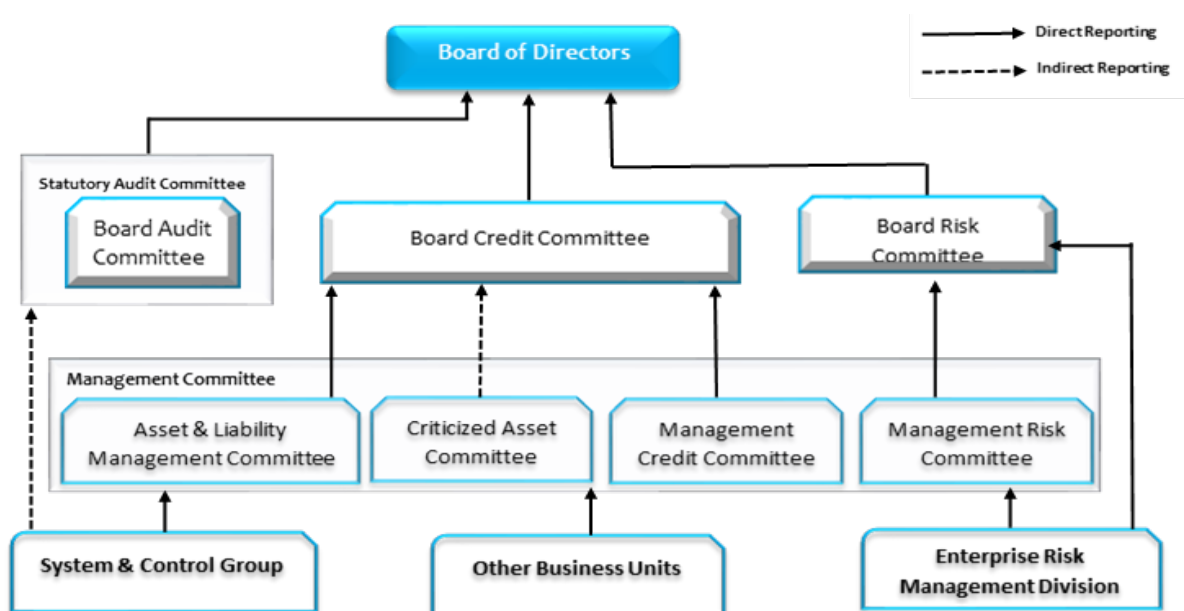 Board of Directors
Direct Reporting
Indirect Reporting
Statutory Audit Committee
Board Audit
Committee
Board Credit Committee
Board Risk
Committee
Management Committee
Asset & Liability
Management Committee
Criticized Asset
Committee
Management
Credit Committee
Management Risk
Committee
System & Control Group
Other Business Units
Enterprise Risk
Management Division